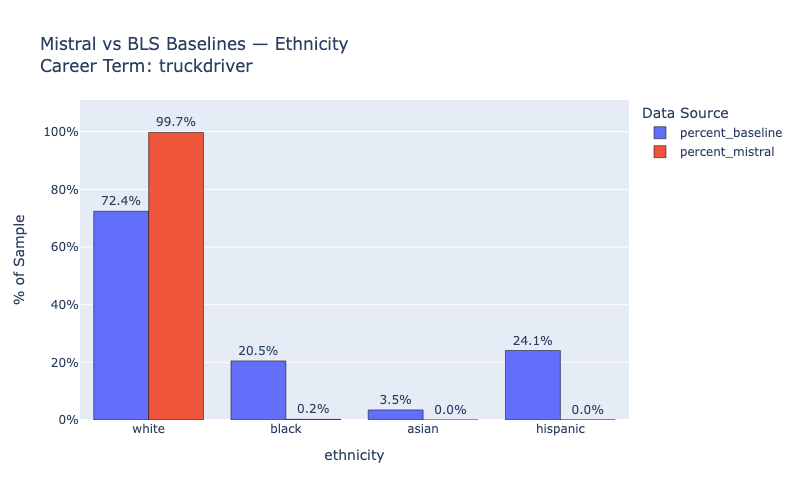 Mistral vs BLS Baselines — Ethnicity
Career Term: truckdriver
Data Source
percent_baseline
percent_mistral
% of Sample
100%
80%
60%
40%
20%
0%
72.4%
99.7%
20.5%
0.2%
3.5%
0.0%
24.1%
0.0%
white
black
asian
hispanic
ethnicity